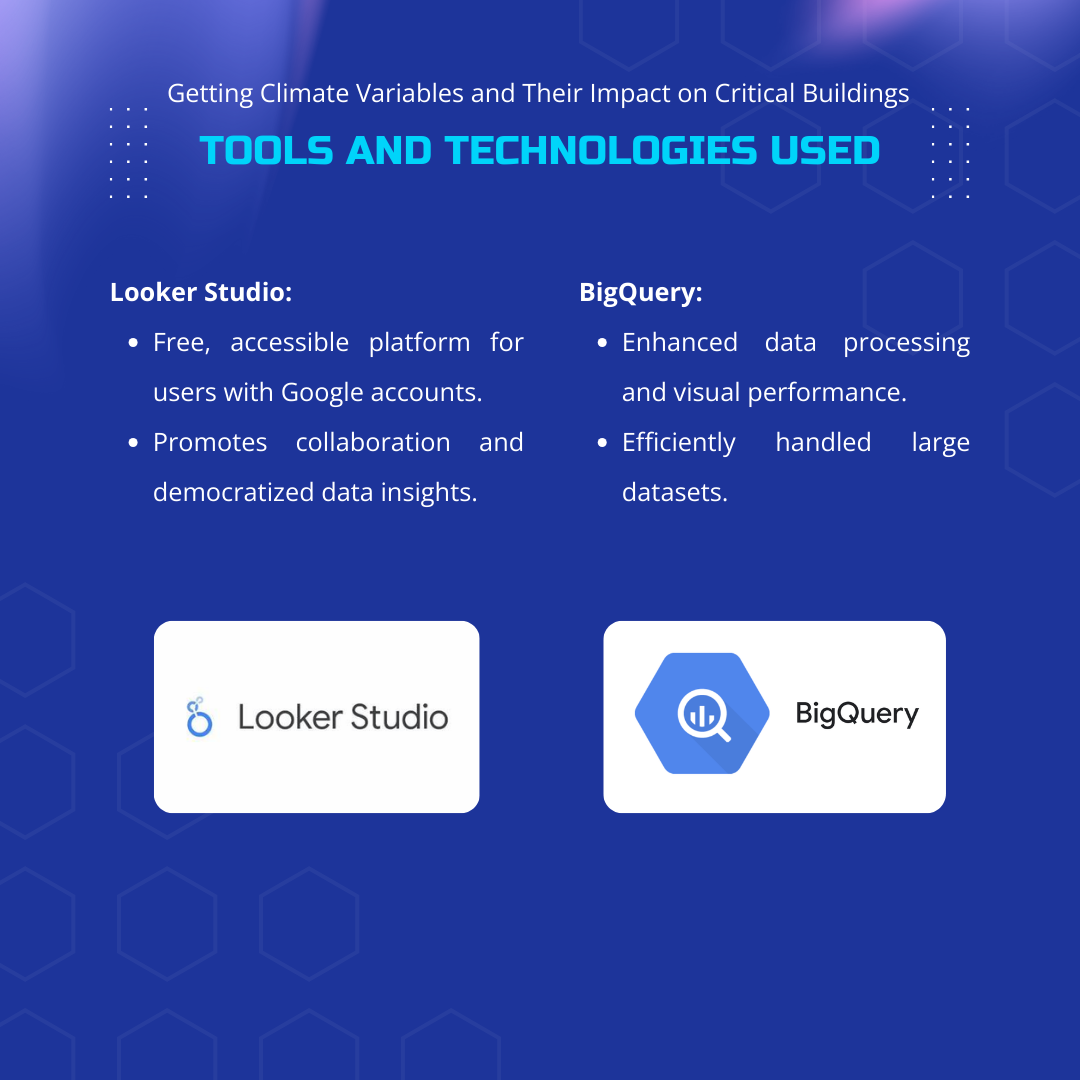 Getting Climate Variables and Their Impact on Critical Buildings
TOOLS AND TECHNOLOGIES USED
Looker Studio:
• Free, accessible platform for
users with Google accounts.
• Promotes collaboration and
democratized data insights.
BigQuery:
• Enhanced data processing
and visual performance.
• Efficiently handled large
datasets.
Looker Studio
BigQuery